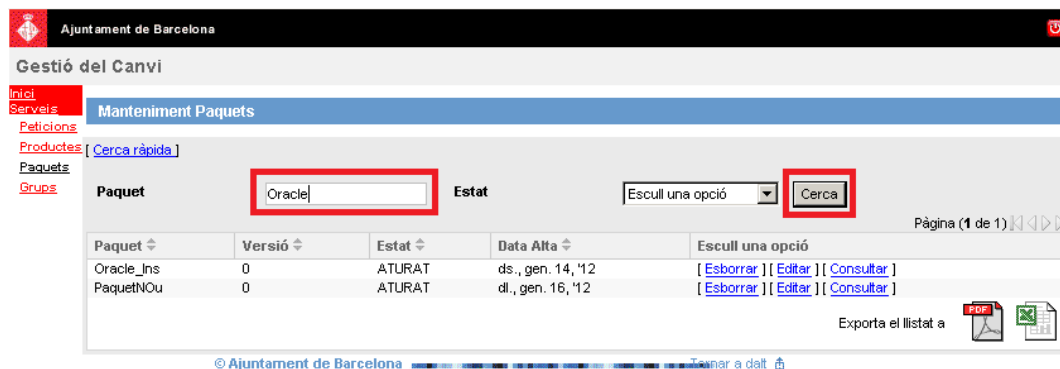 Ajuntament de Barcelona
Gestió del Canvi
Inici
Serveis
Peticions
Productes
Paquets
Grups
Manteniment Paquets
[ Cerca ràpida ]
Paquet Oracle Estat Escull una opció Cerca
Pàgina (1 de 1)
Paquet Versió Estat Data Alta Escull una opció
Oracle_Ins 0 ATURAT ds., gen. 14, '12 [ Esborrar ] [ Editar ] [ Consultar ]
PaquetNOu 0 ATURAT dl., gen. 16, '12 [ Esborrar ] [ Editar ] [ Consultar ]
Exporta el llistat a PDF
© Ajuntament de Barcelona Tornar a dalt